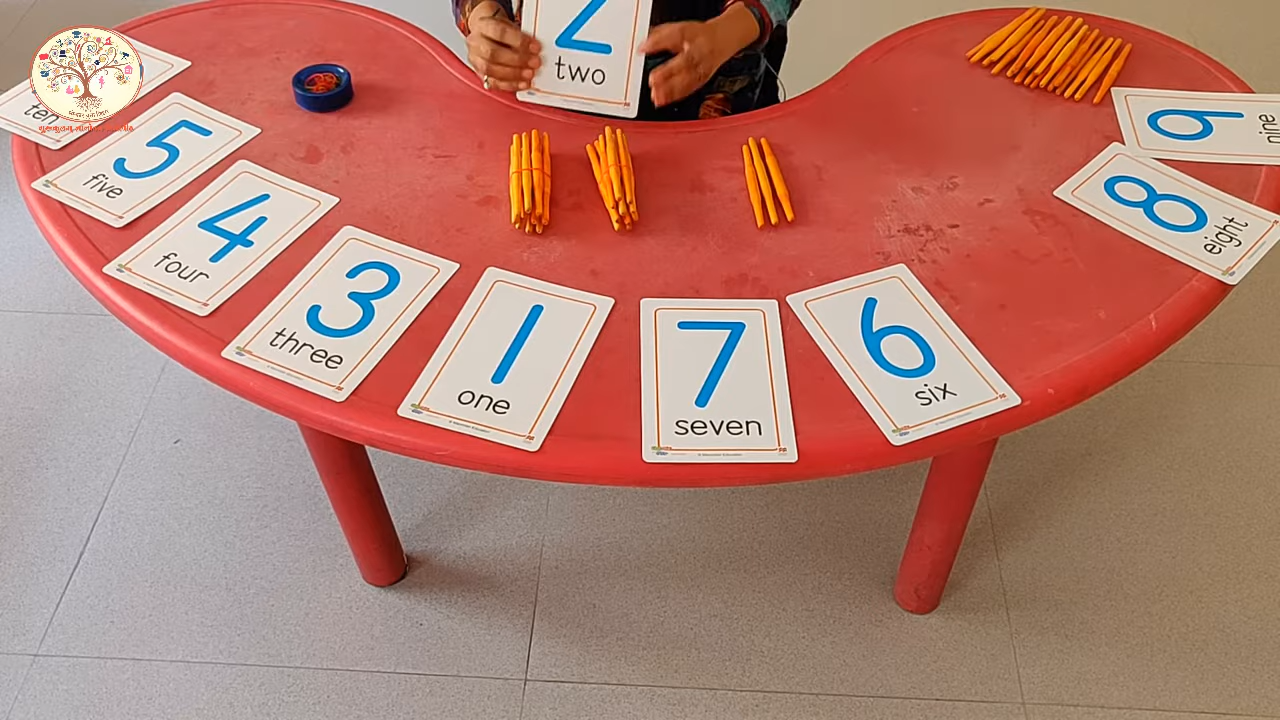 2
two
ten
5
five
4
four
3
three
1
one
7
seven
6
six
8
eight
9
nine